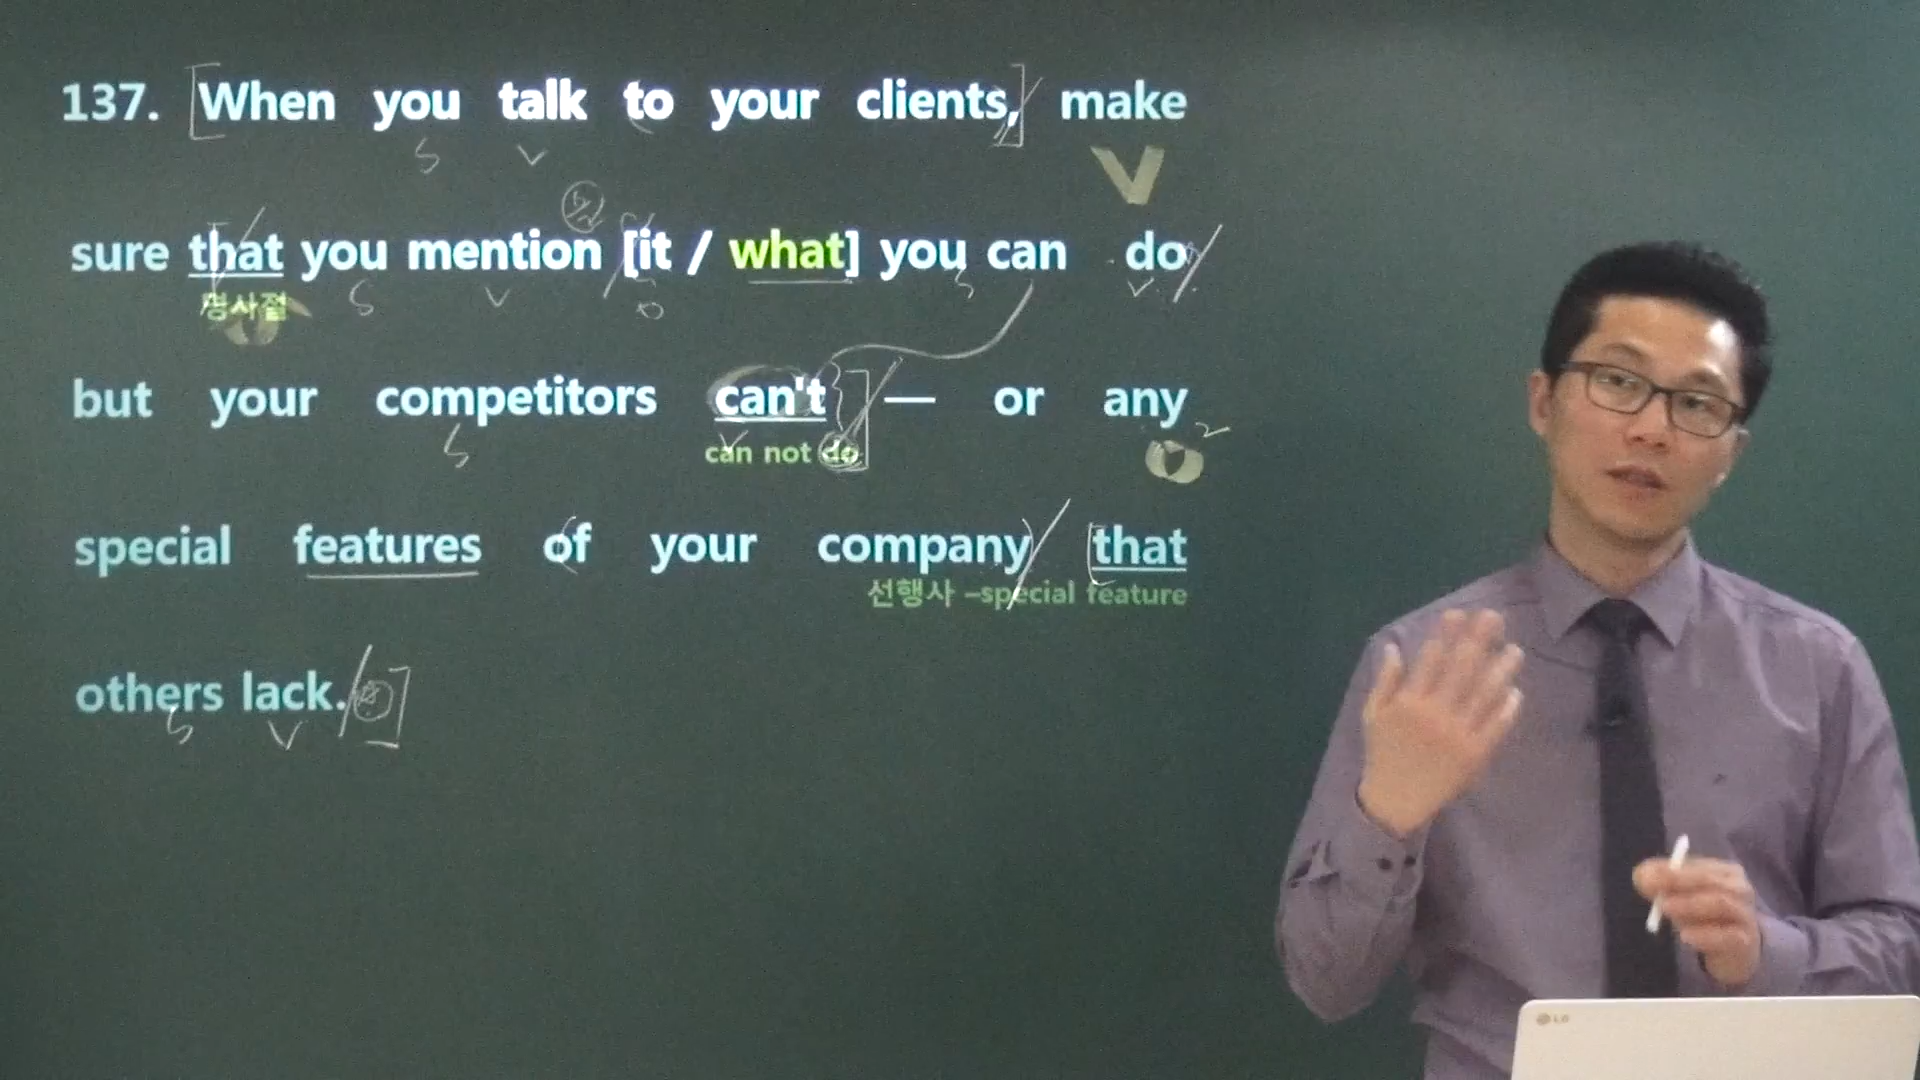 137. [When you talk to your clients,] make
S V V
sure that you mention [it / what] you can do
명사절 S V O S V
but your competitors can't — or any
S V can not do O 2
special features of your company that
선행사 –special feature
others lack.
S V
LG